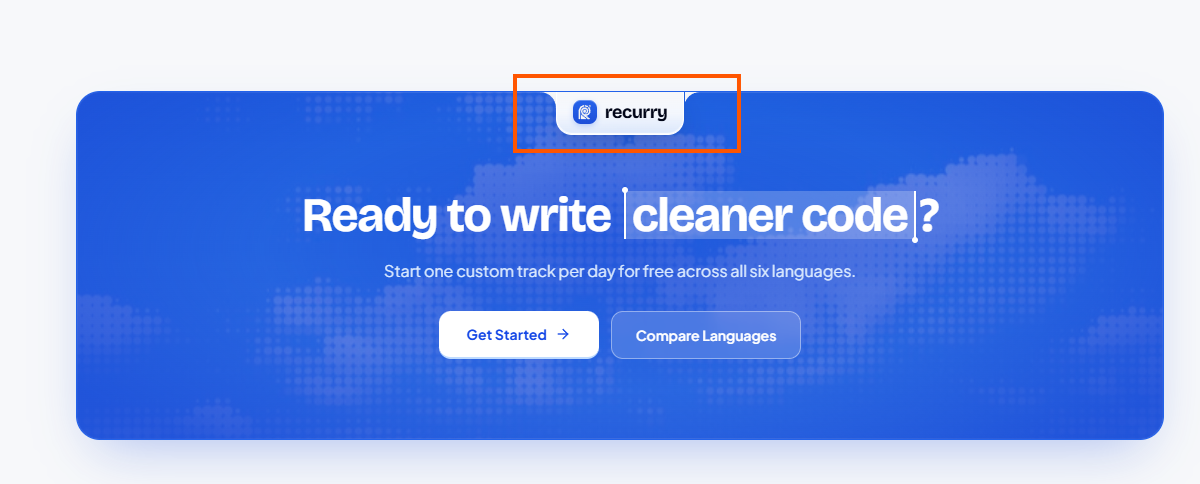 recurry
Ready to write cleaner code?
Start one custom track per day for free across all six languages.
Get Started → Compare Languages